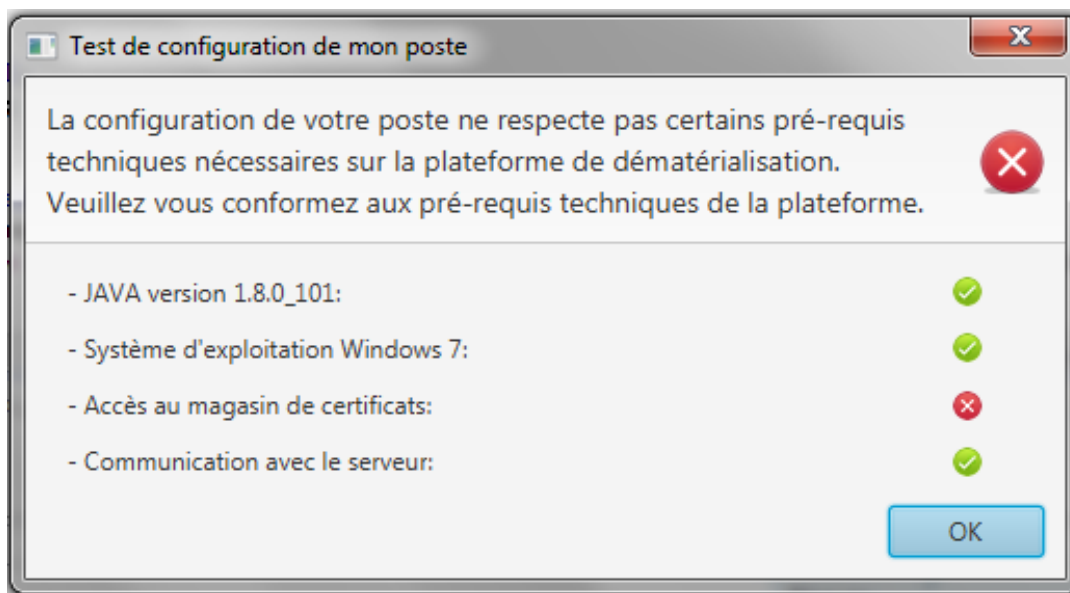 Test de configuration de mon poste
La configuration de votre poste ne respecte pas certains pré-requis
techniques nécessaires sur la plateforme de dématérialisation.
Veuillez vous conformez aux pré-requis techniques de la plateforme.
- JAVA version 1.8.0_101:
- Système d'exploitation Windows 7:
- Accès au magasin de certificats:
- Communication avec le serveur:
OK